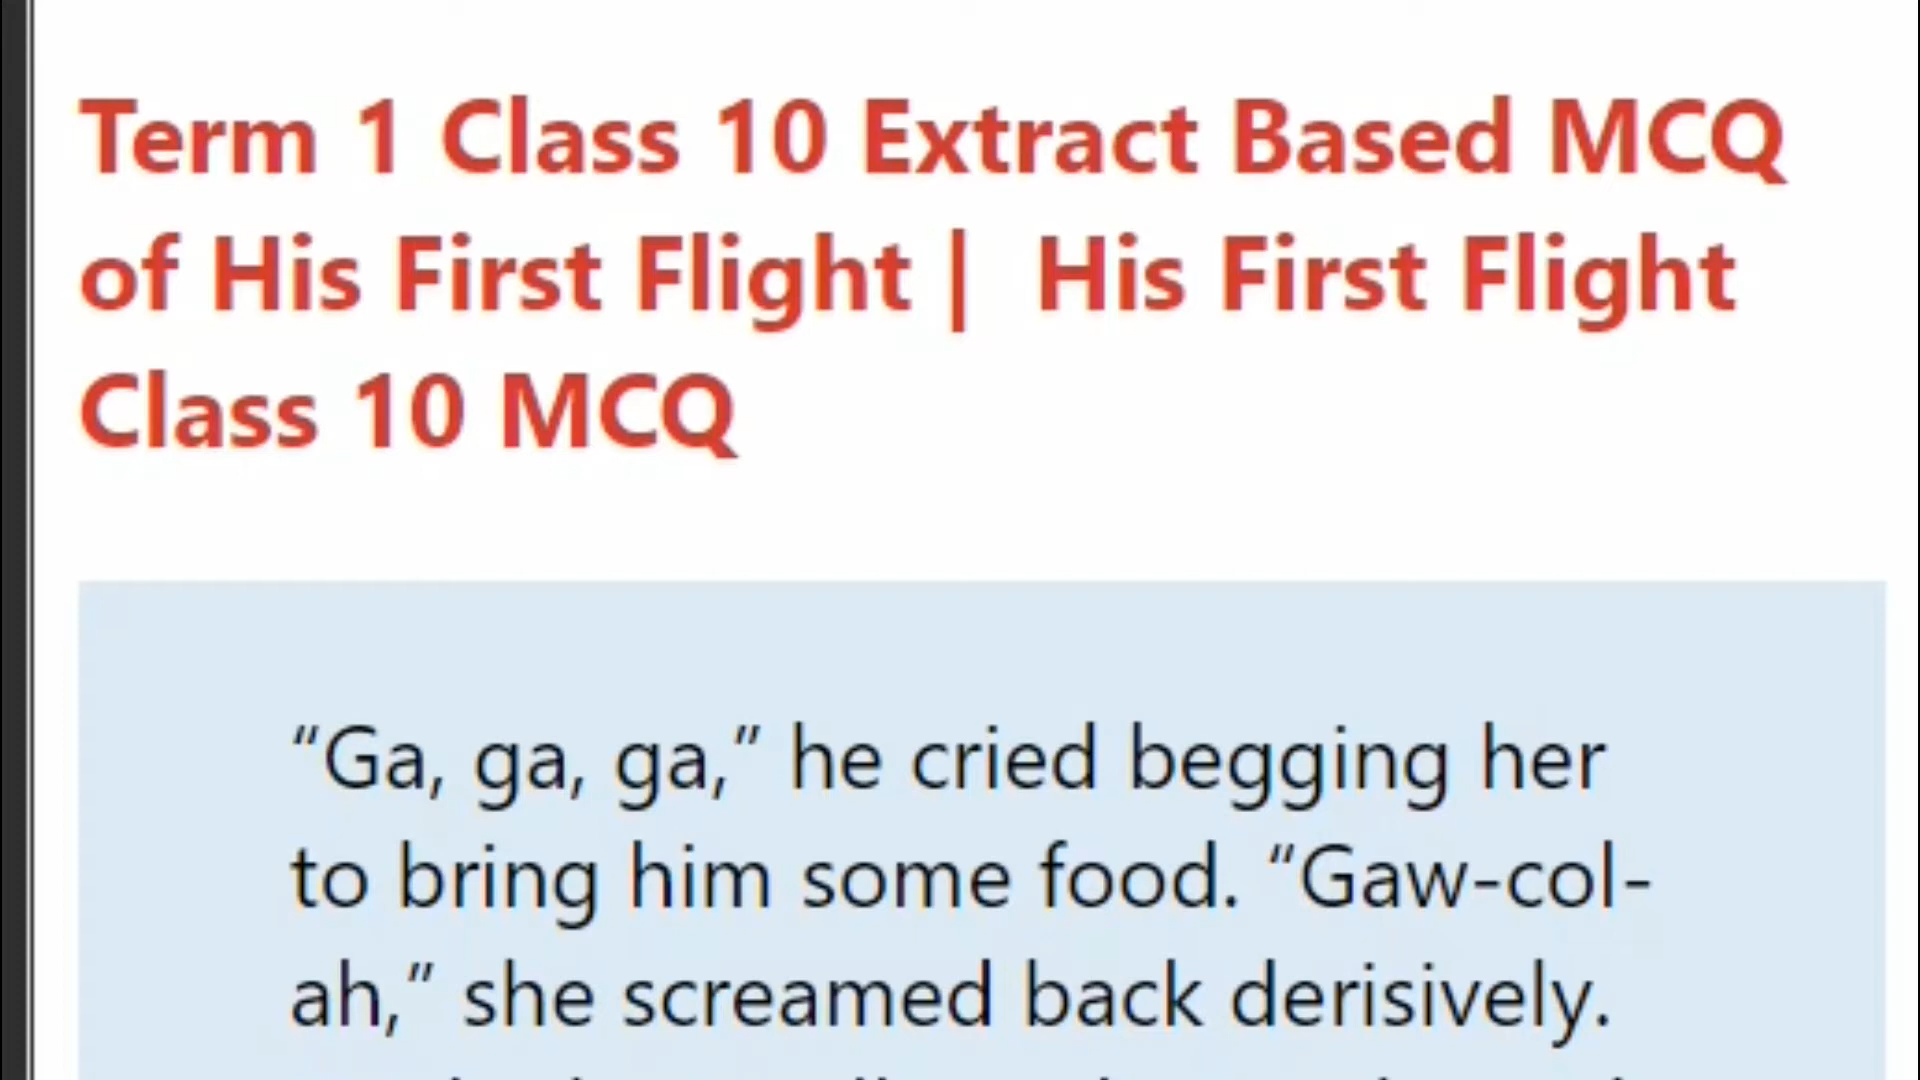 Term 1 Class 10 Extract Based MCQ
of His First Flight | His First Flight
Class 10 MCQ
“Ga, ga, ga,” he cried begging her
to bring him some food. “Gaw-col-
ah,” she screamed back derisively.